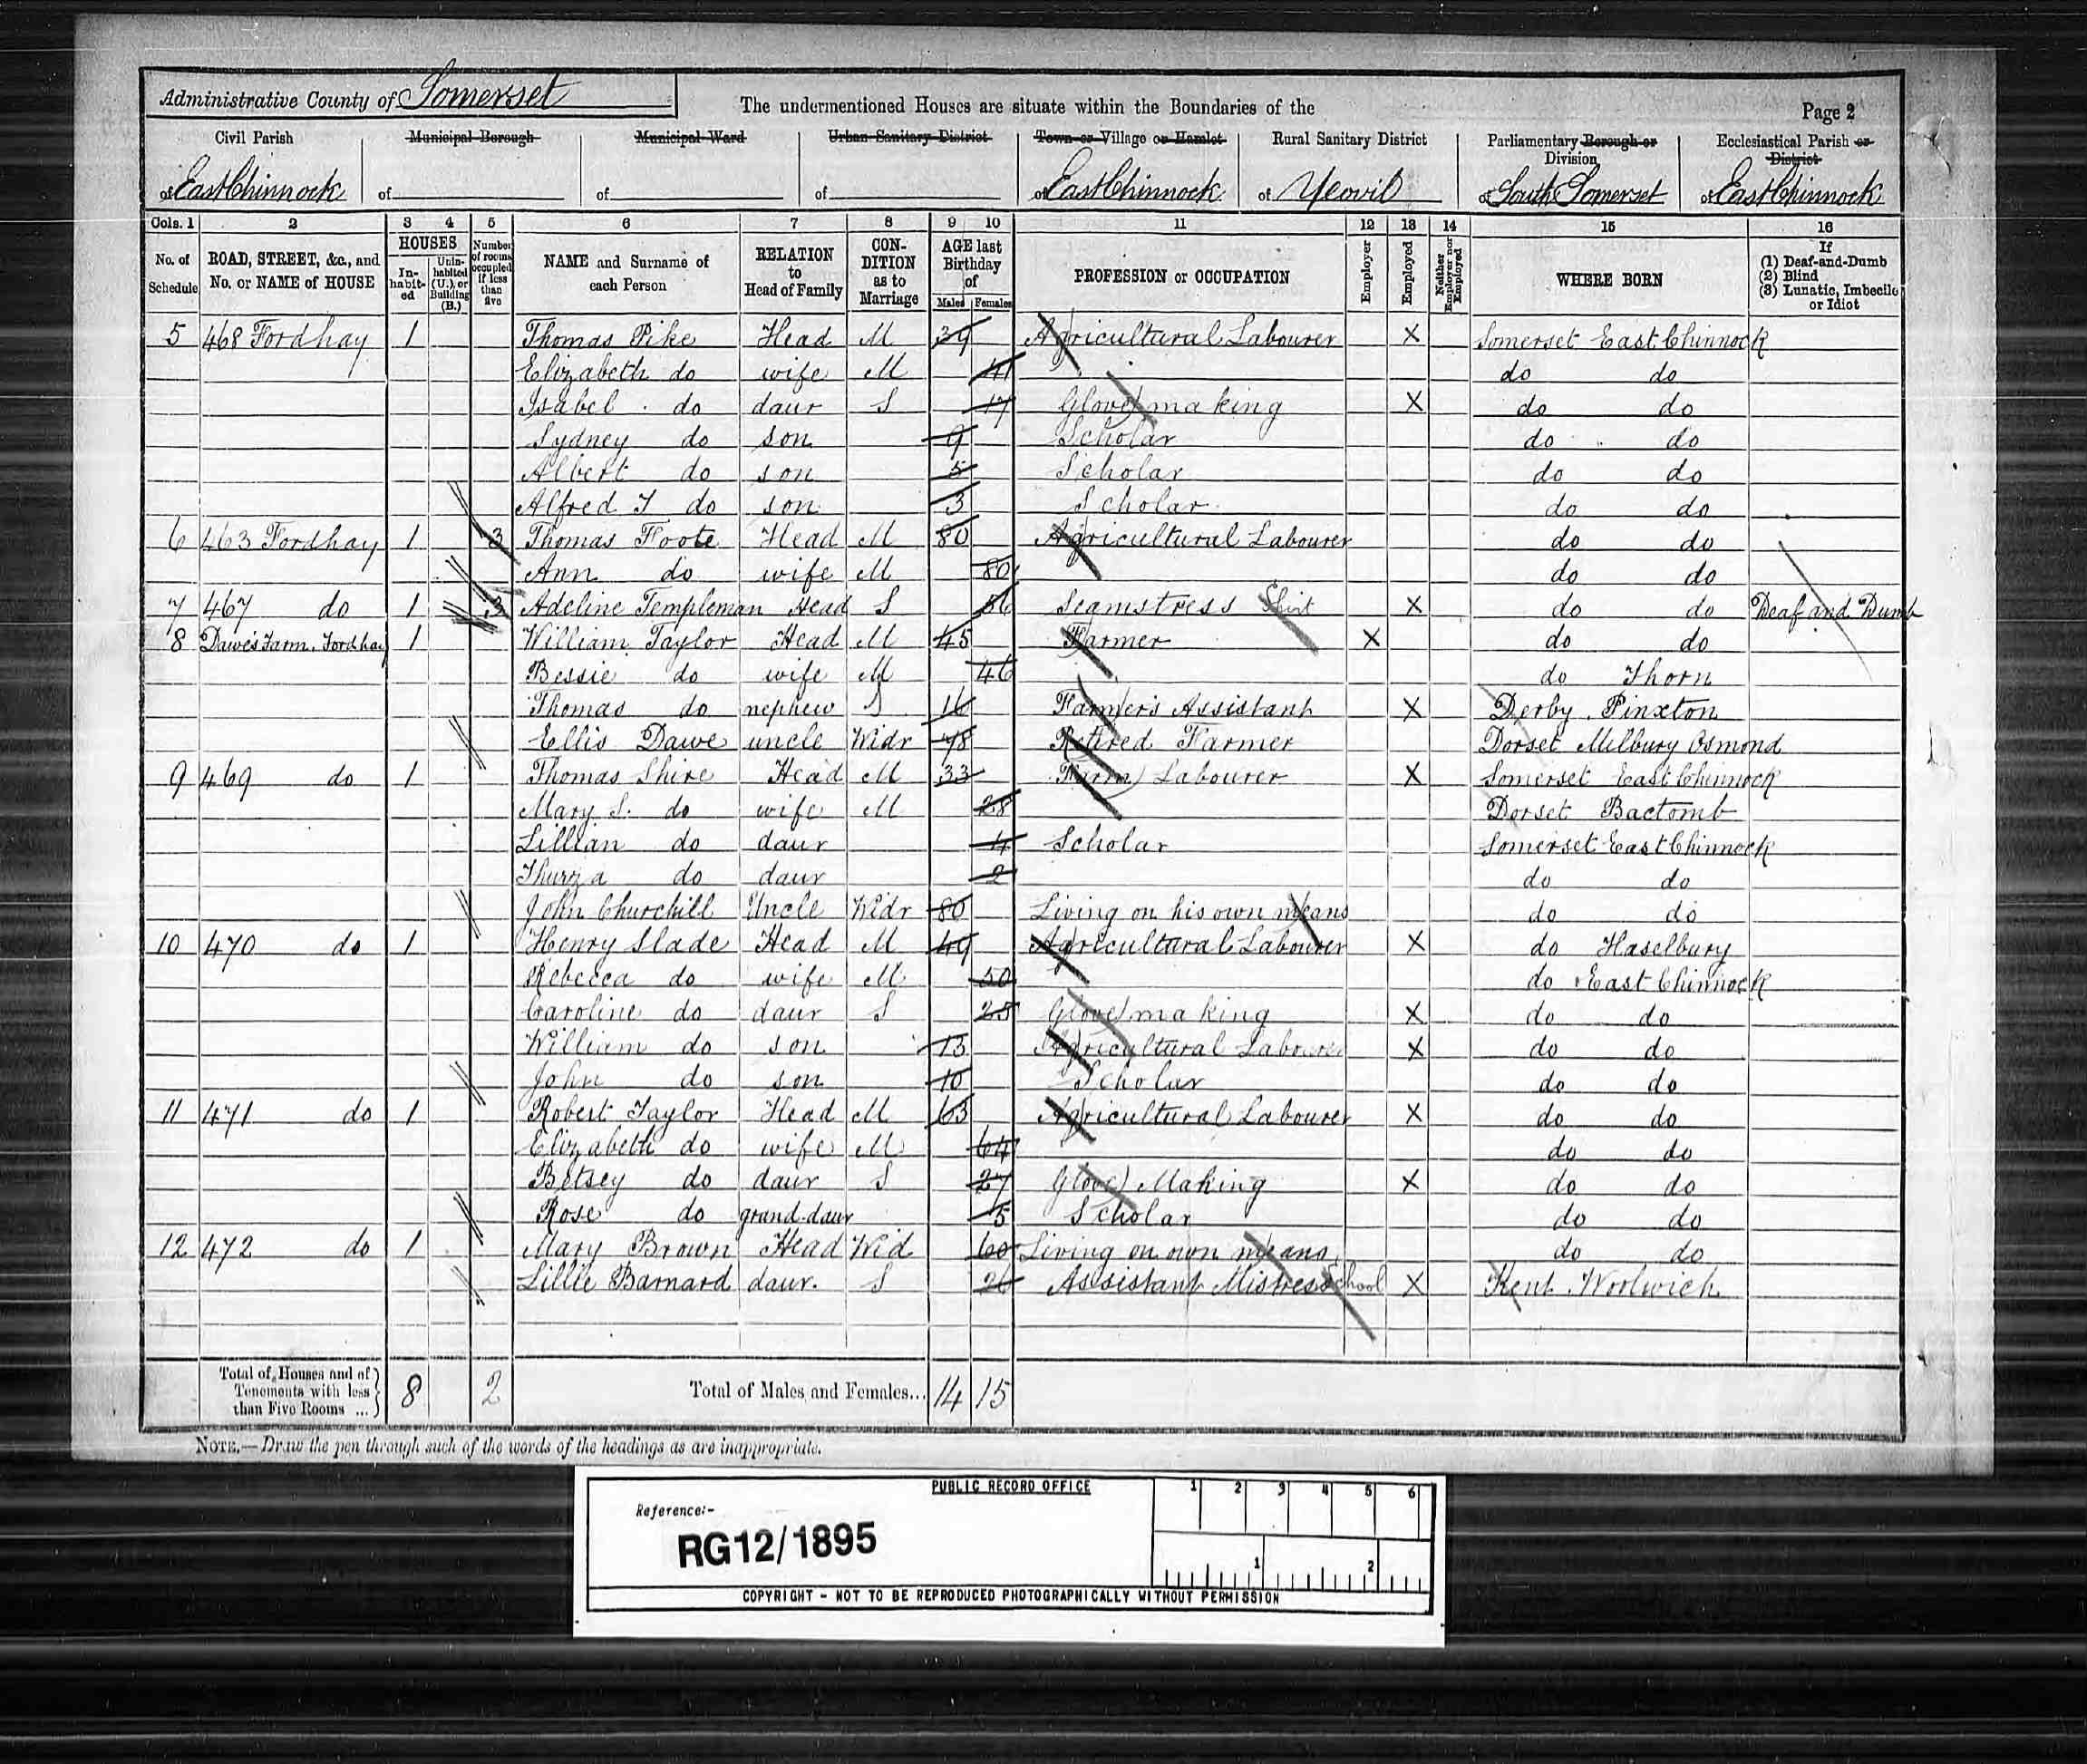 Administrative County of Somerset
The undermentioned Houses are situate within the Boundaries of the
Page 2
Civil Parish of East Chinnock
Municipal Borough of
Municipal Ward of
Urban Sanitary District of
Town or Village or Hamlet of East Chinnock
Rural Sanitary District of Yeovil
Parliamentary Borough or Division of South Somerset
Ecclesiastical Parish or District of East Chinnock
Cols. 1 2 3 4 5 6 7 8 9 10 11 12 13 14 15 16
No. of Schedule
ROAD, STREET, &c., and No. or NAME of HOUSE
HOUSES
In-habit-ed
Unin-habited (U.), or Building (B.)
Number of rooms occupied if less than five
NAME and Surname of each Person
RELATION to Head of Family
CON-DITION as to Marriage
AGE last Birthday of
Males Females
PROFESSION or OCCUPATION
Employer
Employed
Neither Employer nor Employed
WHERE BORN
If (1) Deaf-and-Dumb (2) Blind (3) Lunatic, Imbecile or Idiot
5 468 Fordhay 1 Thomas Pike Head M 39 Agricultural Labourer X Somerset East Chinnock
Elizabeth do wife M 41 do do
Isabel do daur S 17 Glove making X do do
Sydney do son 9 Scholar do do
Albert do son 5 Scholar do do
Alfred J do son 3 Scholar do do
6 463 Fordhay 1 3 Thomas Foote Head M 80 Agricultural Labourer do do
Ann do wife M 80 do do
7 467 do 1 3 Adeline Templeman Head S 56 Seamstress Shirt X do do Deaf and Dumb
8 Dawe's Farm. Fordhay 1 William Taylor Head M 45 Farmer X do do
Bessie do wife M 46 do Thorn
Thomas do nephew S 16 Farmer's Assistant X Derby Pinxton
Ellis Dawe uncle Widr 78 Retired Farmer Dorset Melbury Osmond
9 469 do 1 Thomas Shire Head M 33 Farm Labourer X Somerset East Chinnock
Mary S. do wife M 28 Dorset Bactomb
Lillian do daur 4 Scholar Somerset East Chinnock
Thurza do daur 2 do do
John Churchill Uncle Widr 80 Living on his own means do do
10 470 do 1 Henry Slade Head M 49 Agricultural Labourer X do Haselbury
Rebecca do wife M 50 do East Chinnock
Caroline do daur S 25 Glove making X do do
William do son 13 Agricultural Labourer X do do
John do son 10 Scholar do do
11 471 do 1 Robert Taylor Head M 63 Agricultural Labourer X do do
Elizabeth do wife M 64 do do
Betsey do daur S 27 Glove Making X do do
Rose do grand-daur 5 Scholar do do
12 472 do 1 Mary Brown Head Wid 60 Living on own means do do
Lillie Barnard daur. S 26 Assistant Mistress School X Kent Woolwich
Total of Houses and of Tenements with less than Five Rooms ... 8 2 Total of Males and Females... 14 15
NOTE.—Draw the pen through such of the words of the headings as are inappropriate.
PUBLIC RECORD OFFICE
1 2 3 4 5 6
Reference:-
RG12/1895
1 2
COPYRIGHT - NOT TO BE REPRODUCED PHOTOGRAPHICALLY WITHOUT PERMISSION